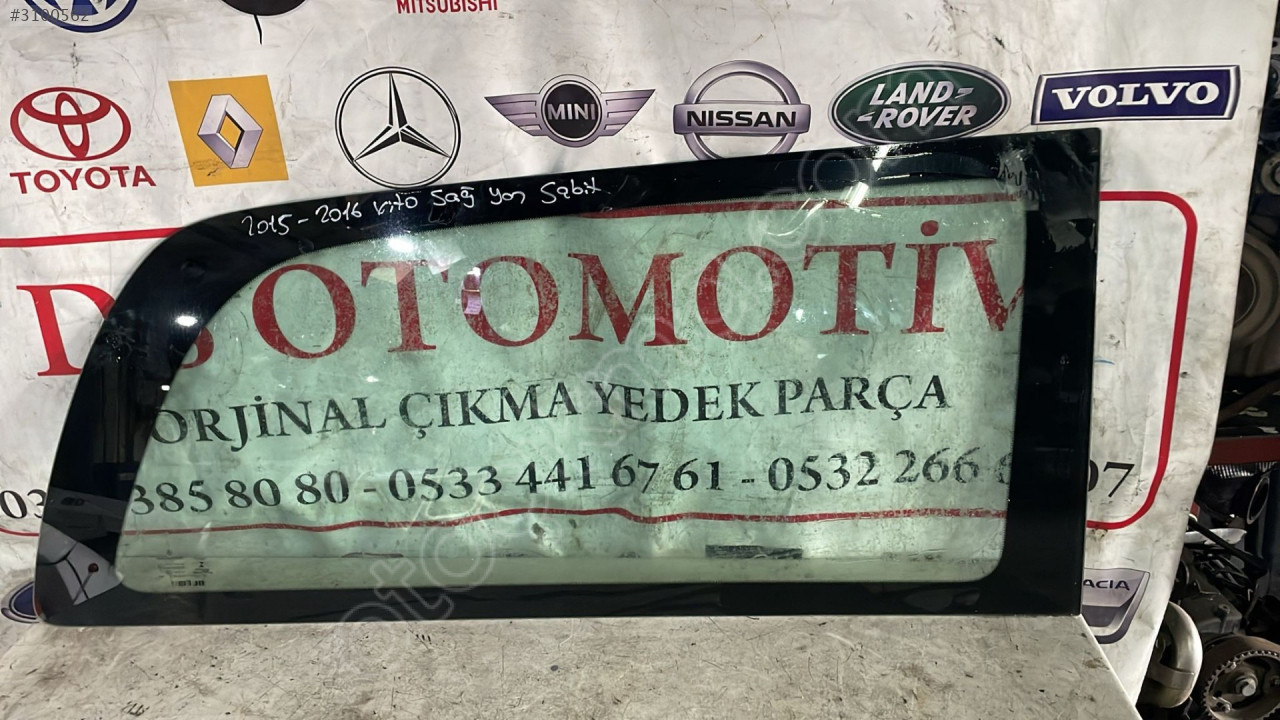 #3100562
MITSUBISHI
TOYOTA
MINI
NISSAN
LAND-
-ROVER
VOLVO
2015-2016 vito Sağ yan Sabit
OTOMOTİV
ORJİNAL ÇIKMA YEDEK PARÇA
385 80 80 - 0533 441 67 61 - 0532 266
07